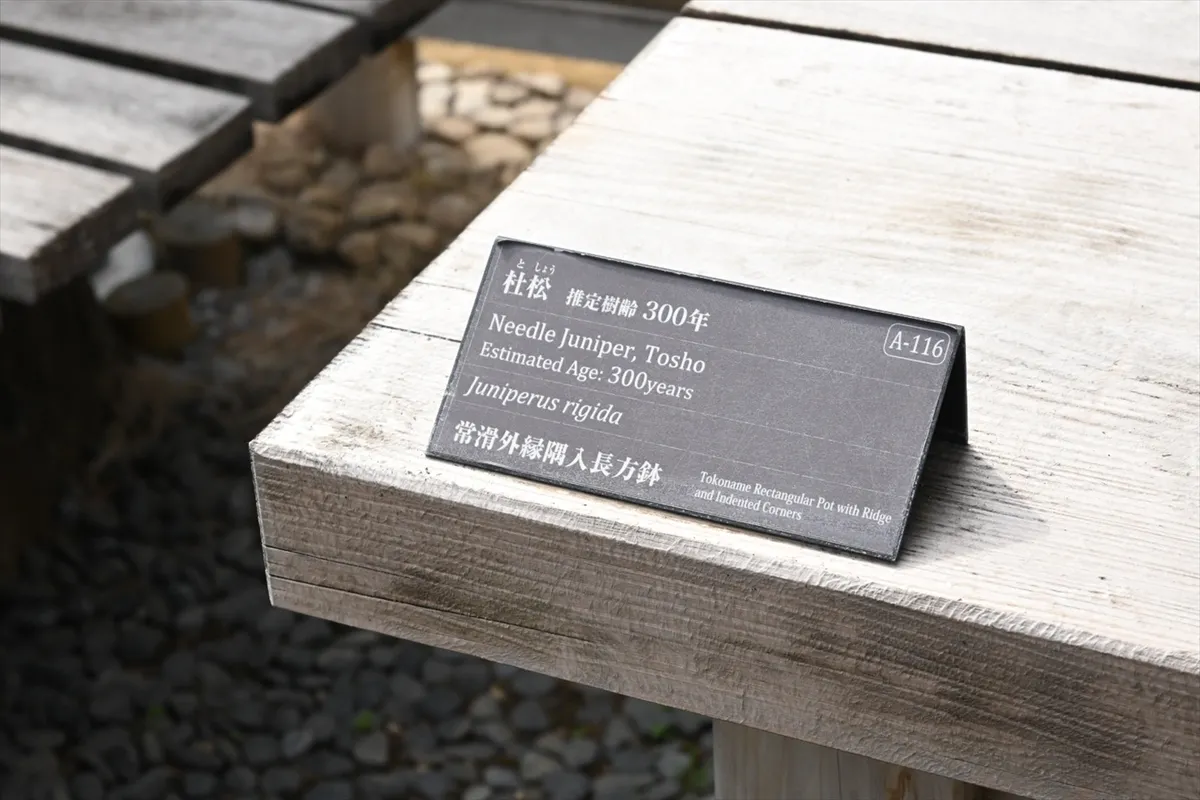 と しょう
杜松 推定樹齢 300年
A-116
Needle Juniper, Tosho
Estimated Age: 300years
Juniperus rigida
常滑外縁隅入長方鉢
Tokoname Rectangular Pot with Ridge
and Indented Corners